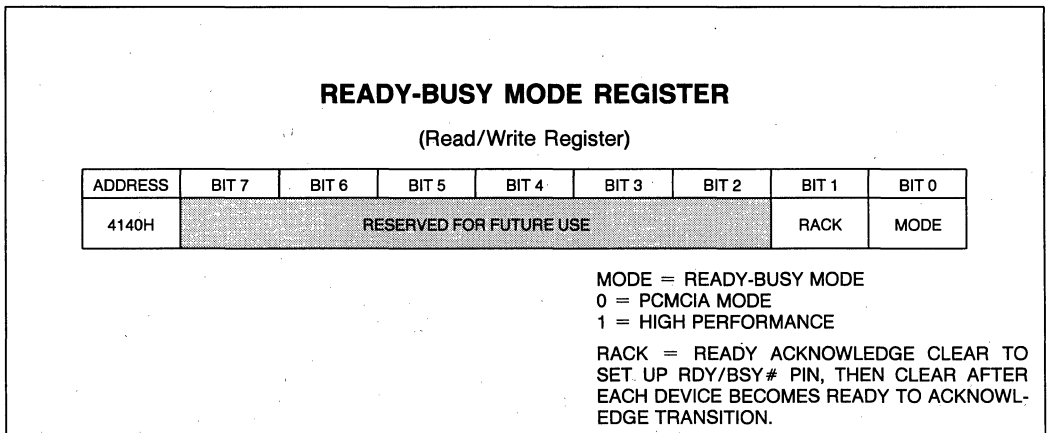 READY-BUSY MODE REGISTER
(Read/Write Register)
ADDRESS BIT 7 BIT 6 BIT 5 BIT 4 BIT 3 BIT 2 BIT 1 BIT 0
4140H RESERVED FOR FUTURE USE RACK MODE
MODE = READY-BUSY MODE
0 = PCMCIA MODE
1 = HIGH PERFORMANCE
RACK = READY ACKNOWLEDGE CLEAR TO
SET UP RDY/BSY# PIN, THEN CLEAR AFTER
EACH DEVICE BECOMES READY TO ACKNOWL-
EDGE TRANSITION.